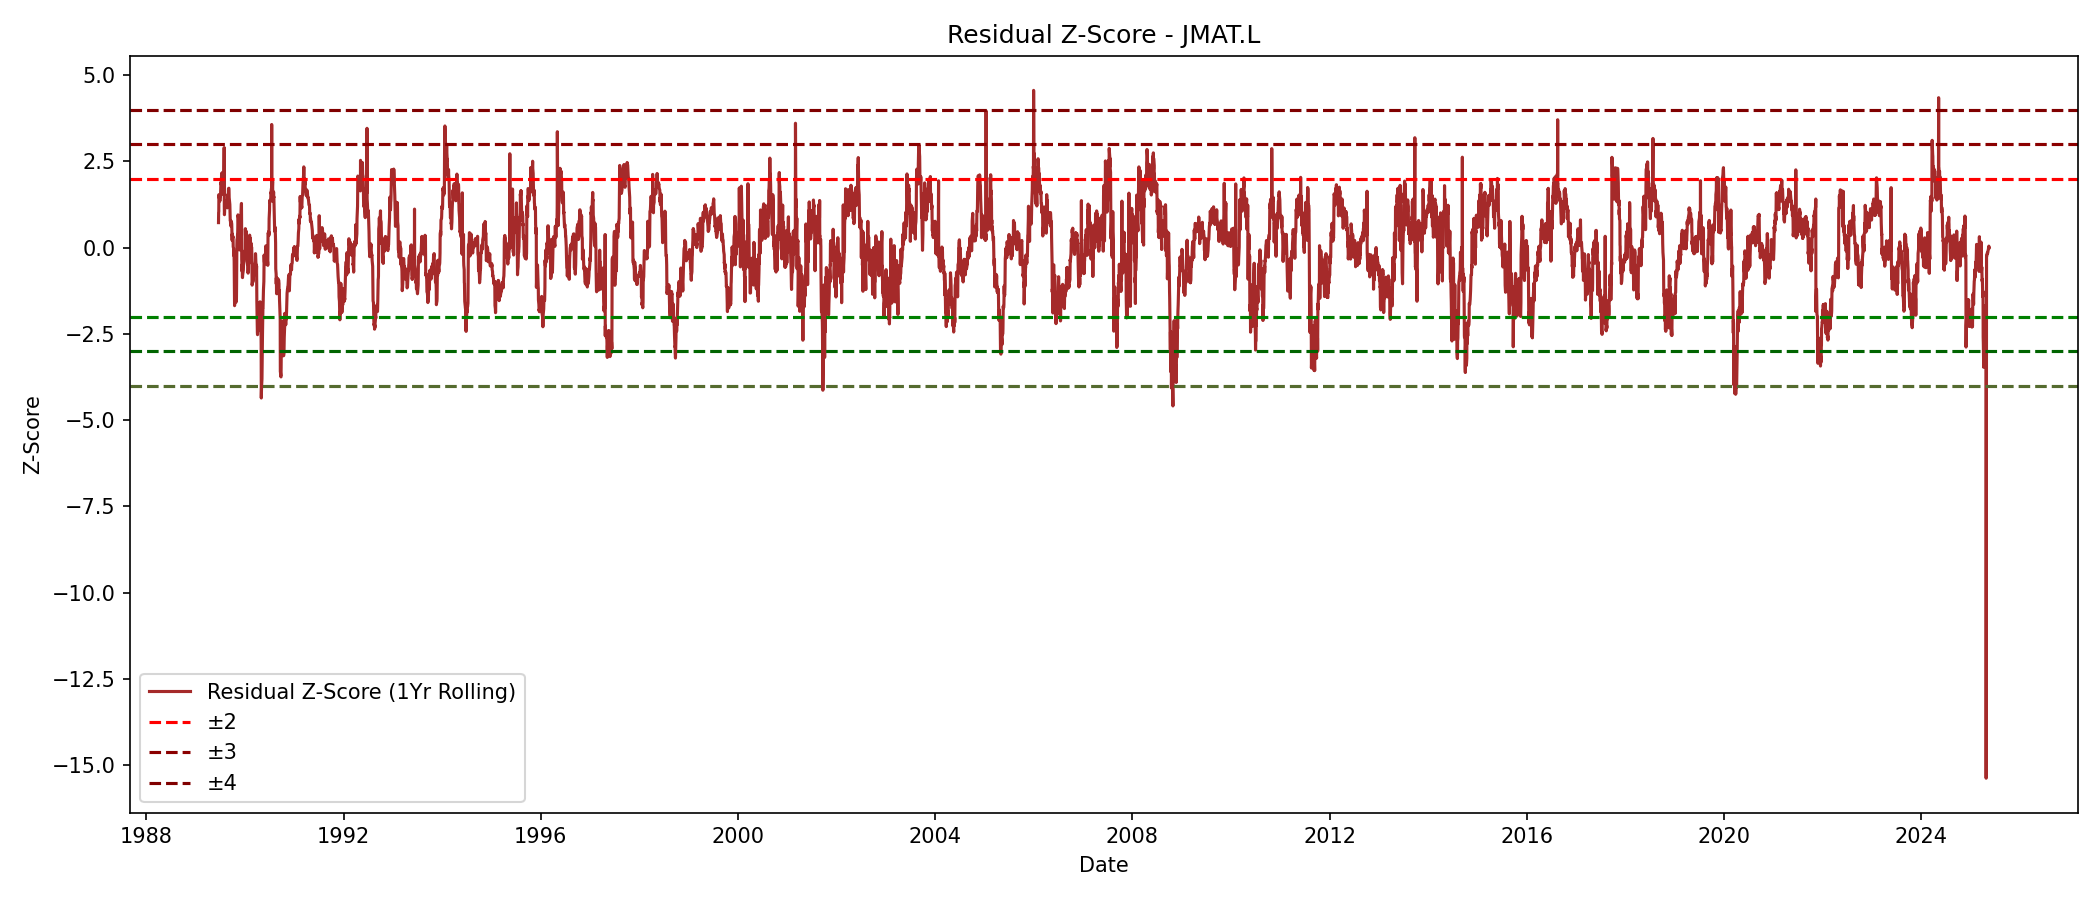 Residual Z-Score - JMAT.L
5.0
2.5
0.0
−2.5
−5.0
−7.5
−10.0
−12.5
−15.0
Z-Score
Residual Z-Score (1Yr Rolling)
±2
±3
±4
1988 1992 1996 2000 2004 2008 2012 2016 2020 2024
Date